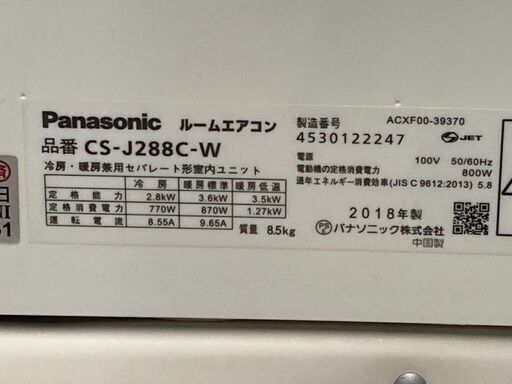 Panasonic ルームエアコン
品番 CS-J288C-W
冷房・暖房兼用セパレート形室内ユニット
冷房 暖房標準 暖房低温
定格能力 2.8kW 3.6kW 3.5kW
定格消費電力 770W 870W 1.27kW
運転電流 8.55A 9.65A
質量 8.5kg
製造番号 ACXF00-39370
4530122247 JET
電源 100V 50/60Hz
電動機の定格消費電力 800W
通年エネルギー消費効率(JIS C 9612:2013) 5.8
2018年製
PS E パナソニック株式会社
中国製
済
日
NI
51